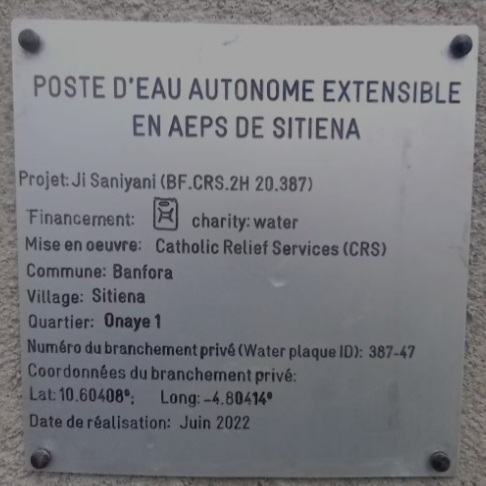 POSTE D'EAU AUTONOME EXTENSIBLE
EN AEPS DE SITIENA
Projet: Ji Saniyani (BF.CRS.2H 20.387)
Financement: charity: water
Mise en oeuvre: Catholic Relief Services (CRS)
Commune: Banfora
Village: Sitiena
Quartier: Onaye 1
Numéro du branchement privé (Water plaque ID): 387-47
Coordonnées du branchement privé:
Lat: 10.60408°; Long: -4.80414°
Date de réalisation: Juin 2022